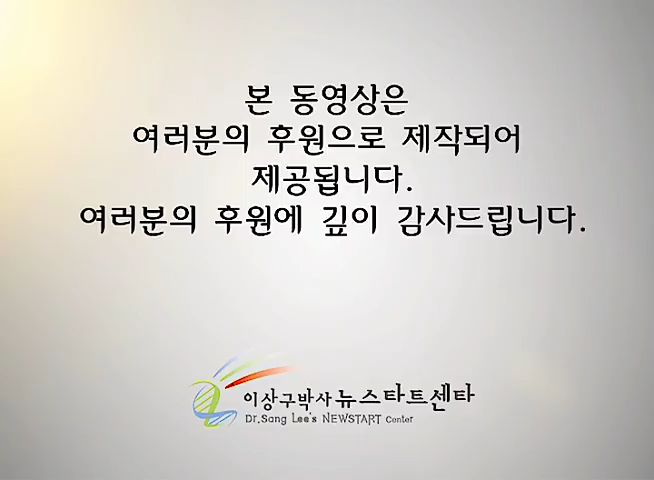 본 동영상은
여러분의 후원으로 제작되어
제공됩니다.
여러분의 후원에 깊이 감사드립니다.
이상구박사 뉴스타트센타
Dr.Sang Lee's NEWSTART Center